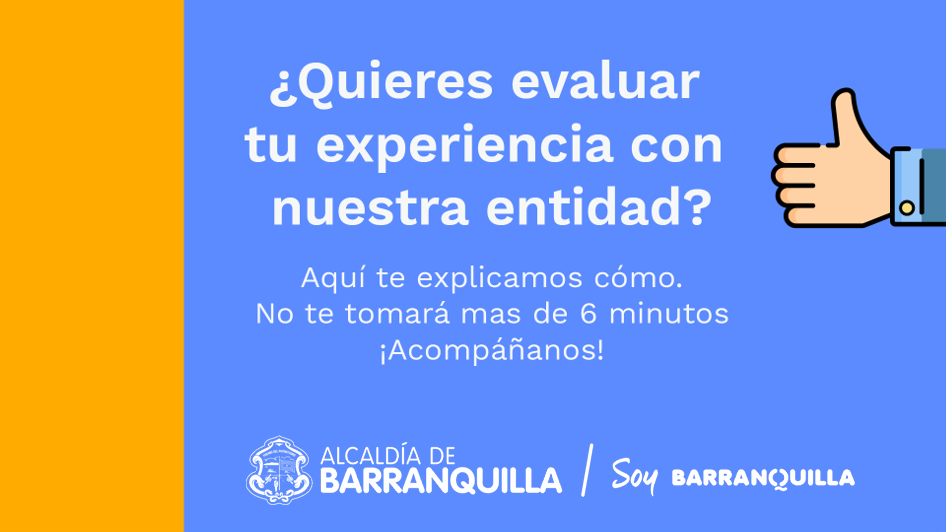 ¿Quieres evaluar
tu experiencia con
nuestra entidad?
Aquí te explicamos cómo.
No te tomará mas de 6 minutos
¡Acompáñanos!
ALCALDÍA DE
BARRANQUILLA
Soy BARRANQUILLA